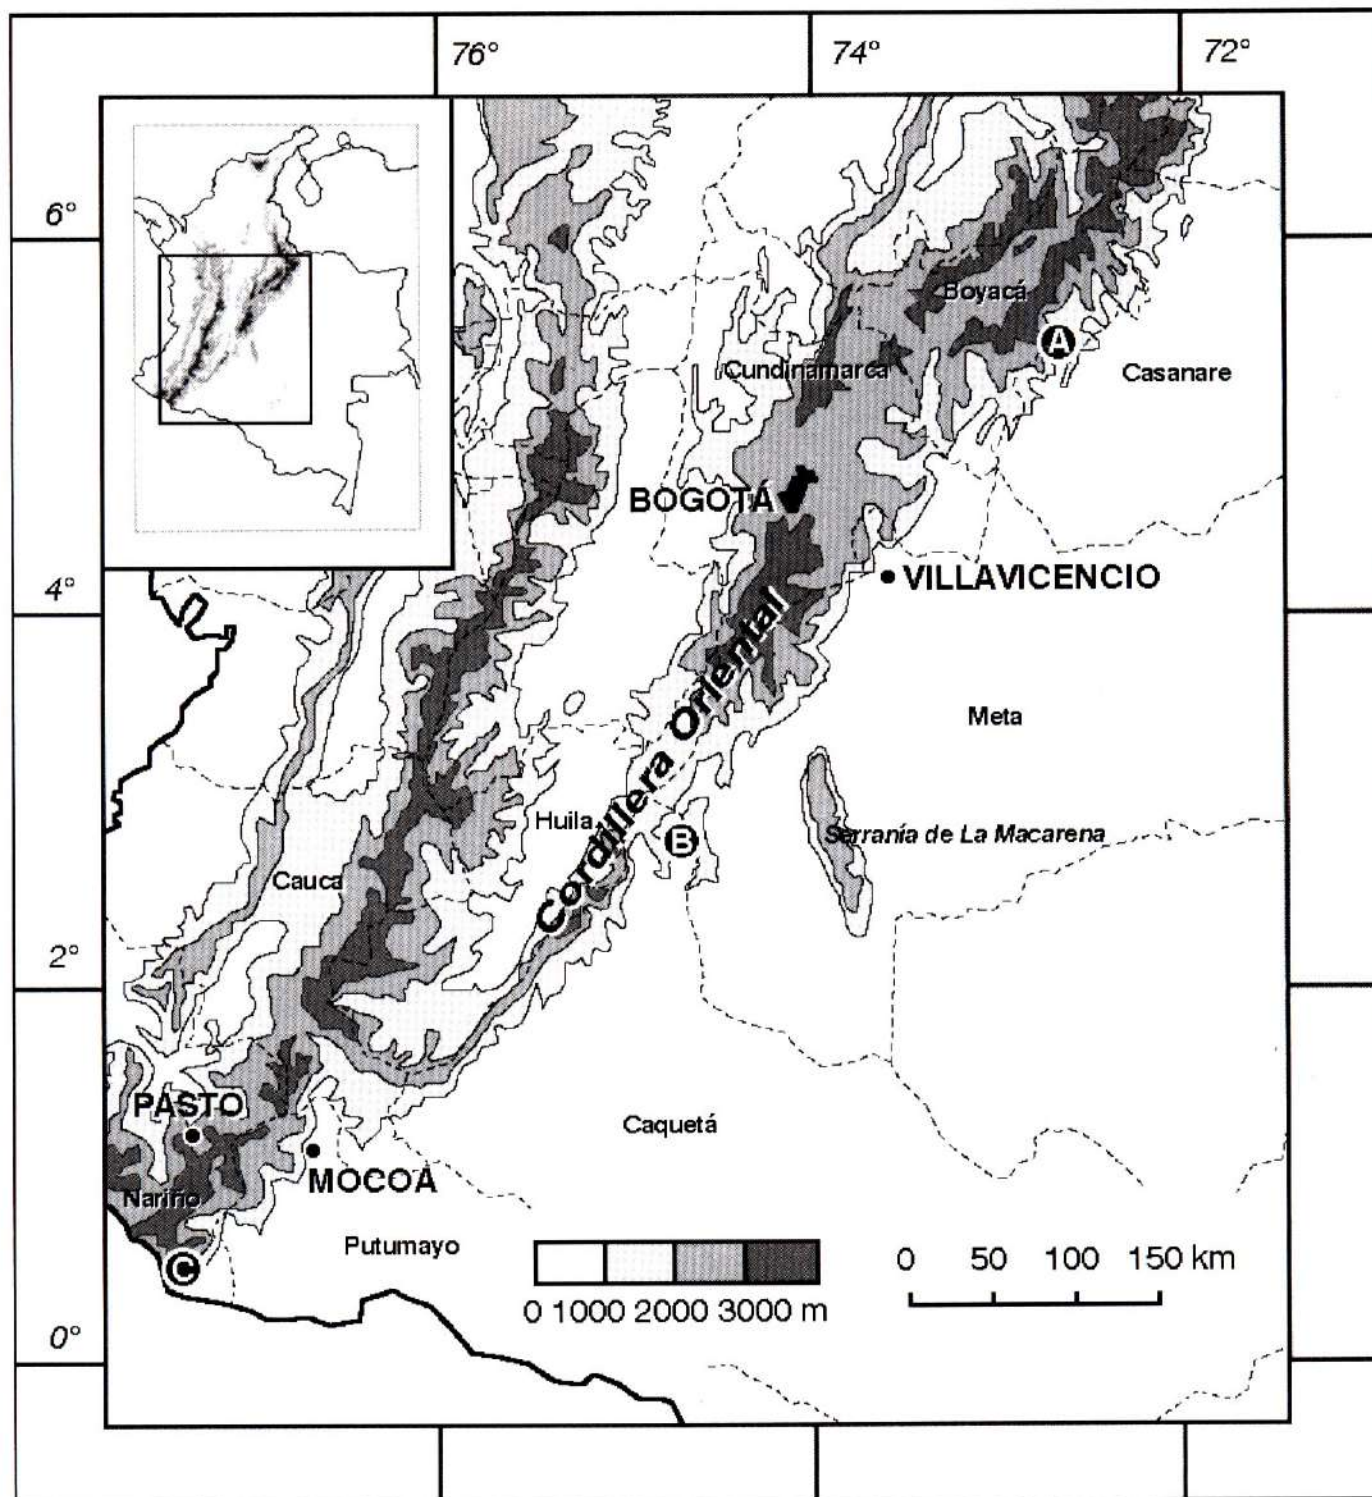 76°
74°
72°
6°
Boyacá
A
Cundinamarca
Casanare
BOGOTÁ
4°
VILLAVICENCIO
Cordillera Oriental
Meta
Huila
B
Serranía de La Macarena
Cauca
2°
PASTO
Caquetá
MOCOA
Nariño
Putumayo
C
0 50 100 150 km
0 1000 2000 3000 m
0°